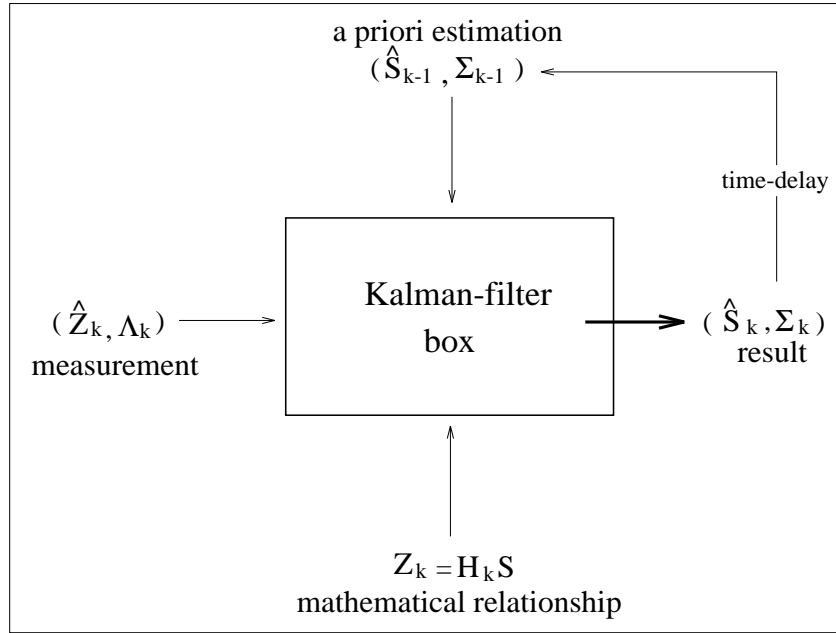 a priori estimation
(Ŝk-1, Σk-1)
time-delay
Kalman-filter
box
(Ẑk, Λk)
measurement
(Ŝk, Σk)
result
Zk = HkS
mathematical relationship